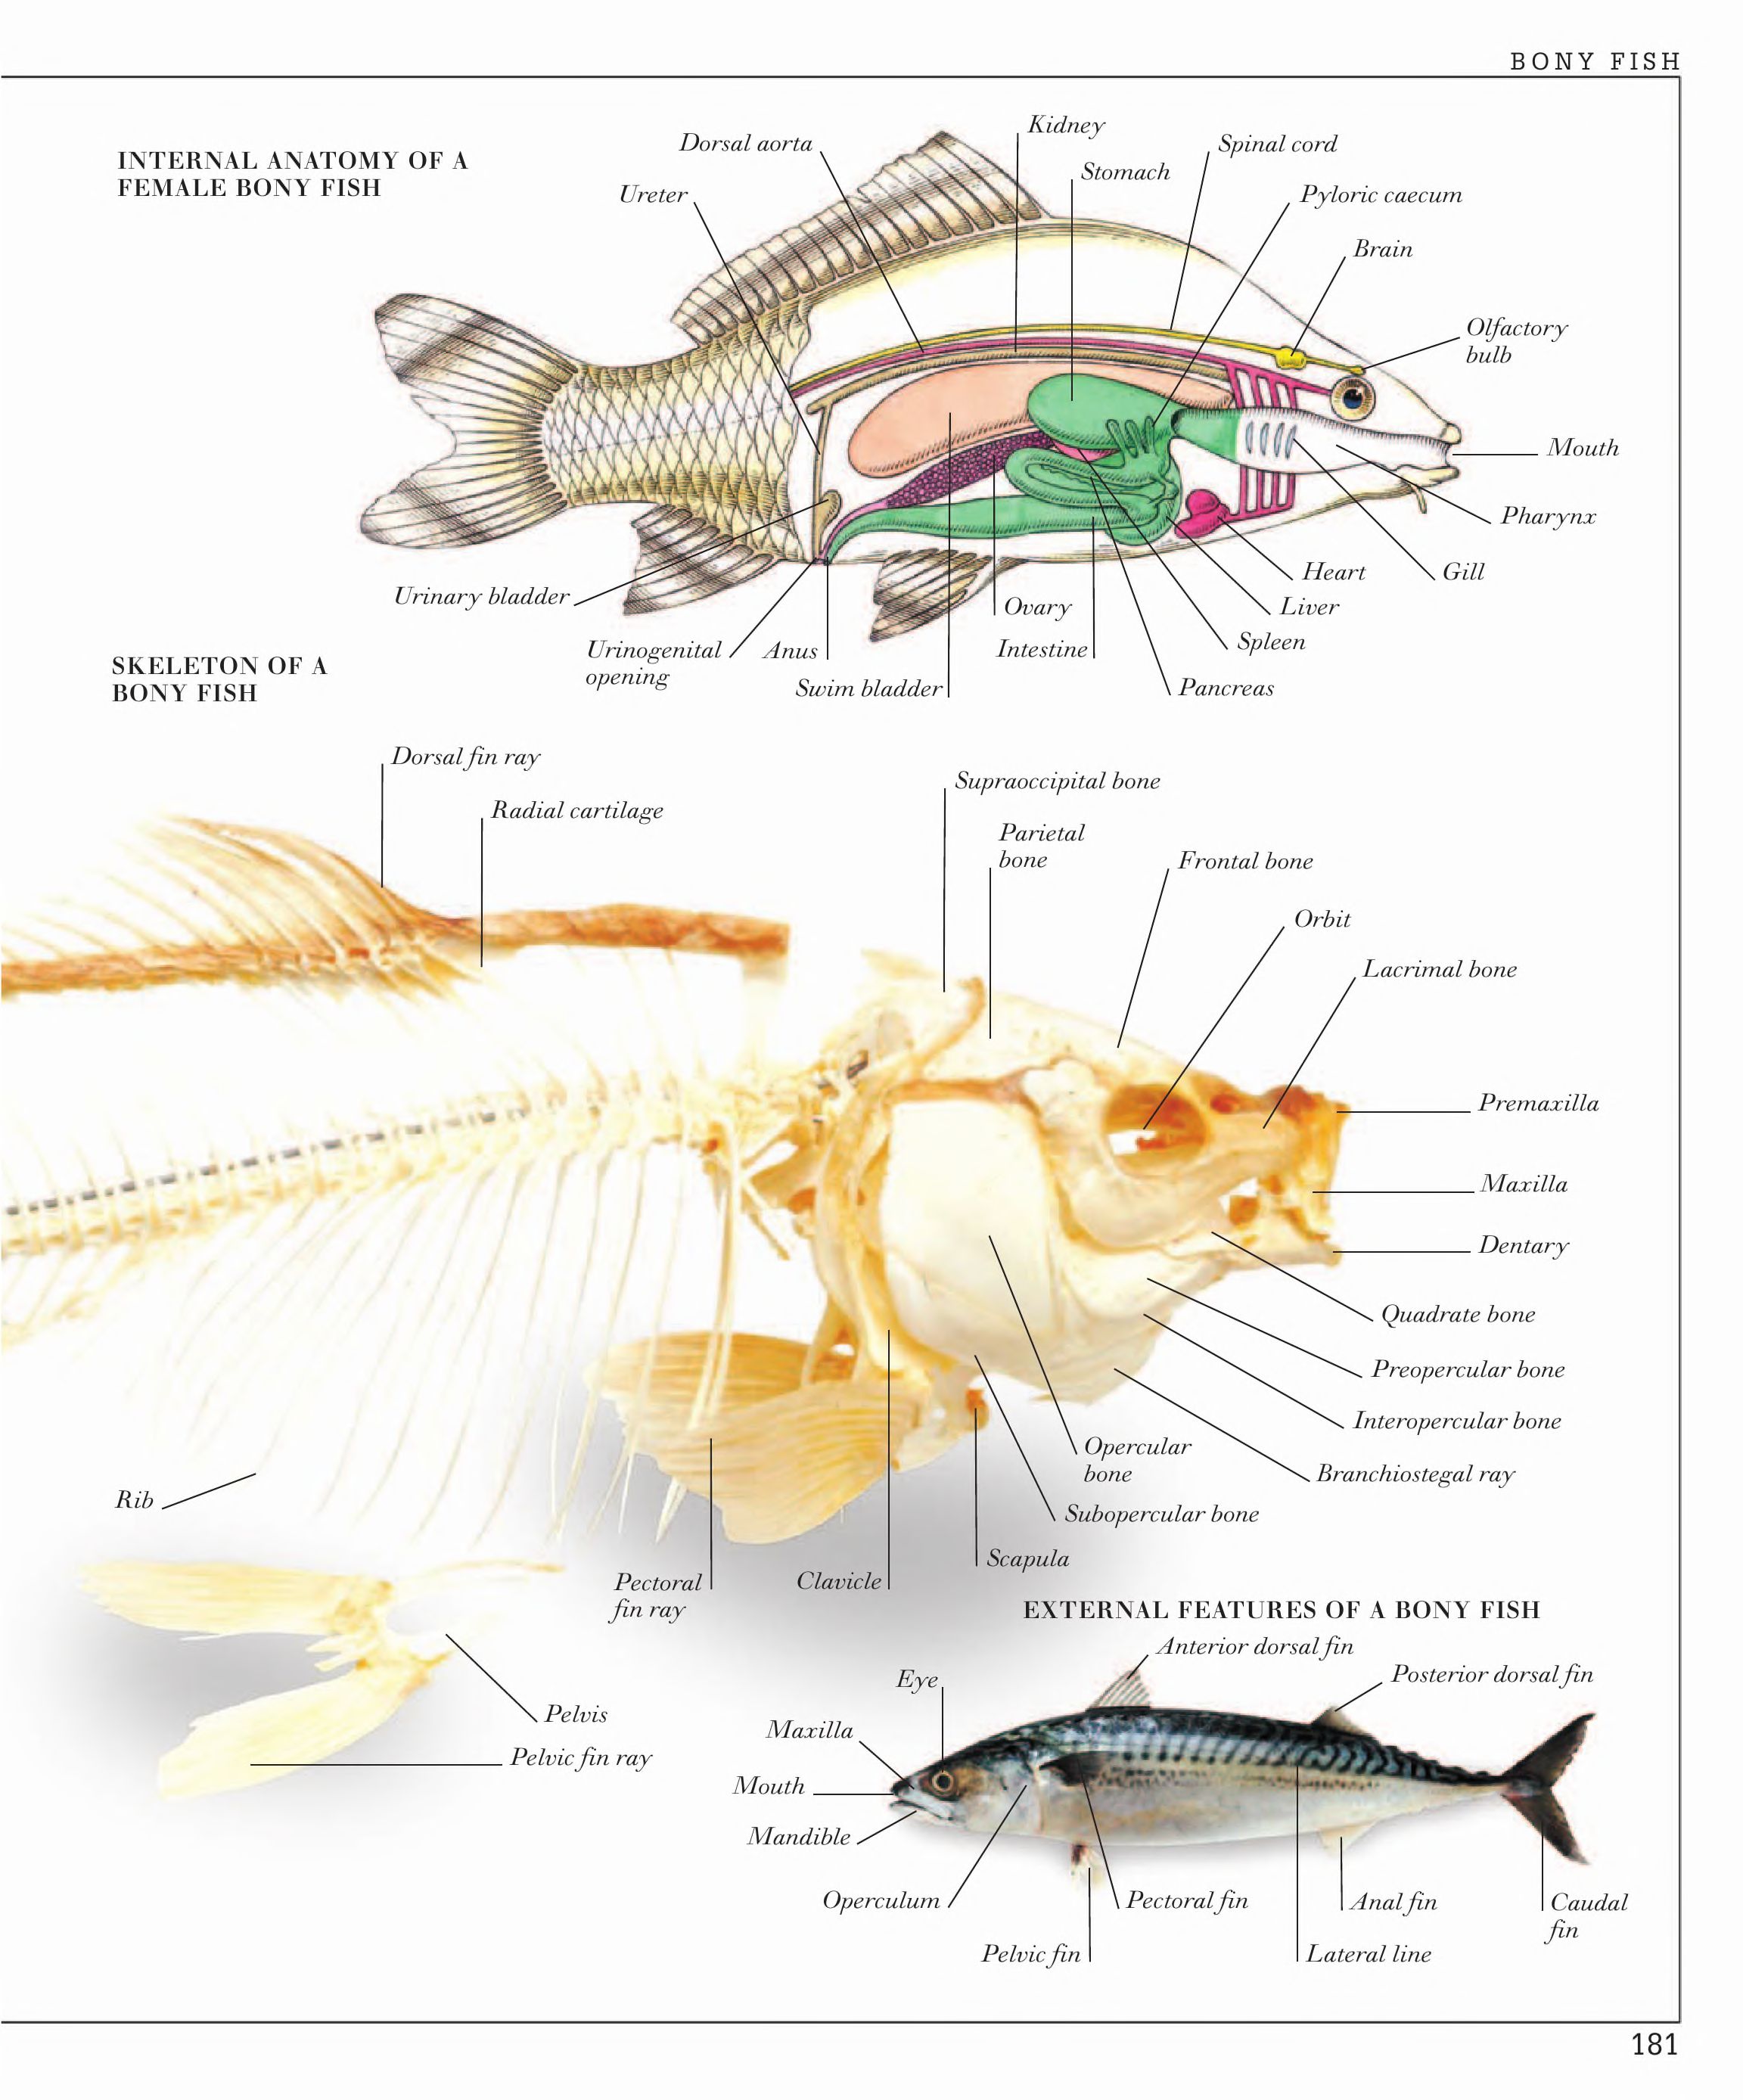 BONY FISH
INTERNAL ANATOMY OF A
FEMALE BONY FISH
Dorsal aorta
Ureter
Kidney
Stomach
Spinal cord
Pyloric caecum
Brain
Olfactory
bulb
Mouth
Pharynx
Gill
Heart
Liver
Spleen
Pancreas
Intestine
Ovary
Swim bladder
Anus
Urinogenital
opening
Urinary bladder
SKELETON OF A
BONY FISH
Dorsal fin ray
Radial cartilage
Supraoccipital bone
Parietal
bone
Frontal bone
Orbit
Lacrimal bone
Premaxilla
Maxilla
Dentary
Quadrate bone
Preopercular bone
Interopercular bone
Branchiostegal ray
Opercular
bone
Subopercular bone
Scapula
Clavicle
Pectoral
fin ray
Rib
Pelvis
Pelvic fin ray
EXTERNAL FEATURES OF A BONY FISH
Anterior dorsal fin
Posterior dorsal fin
Eye
Maxilla
Mouth
Mandible
Operculum
Pelvic fin
Pectoral fin
Lateral line
Anal fin
Caudal
fin
181